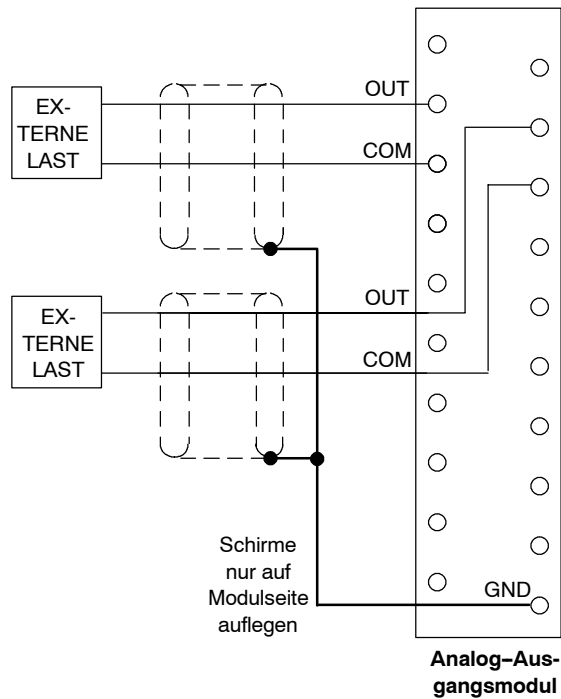 OUT
EX-
TERNE
LAST
COM
OUT
EX-
TERNE
LAST
COM
Schirme
nur auf
Modulseite
auflegen
GND
Analog–Aus-
gangsmodul